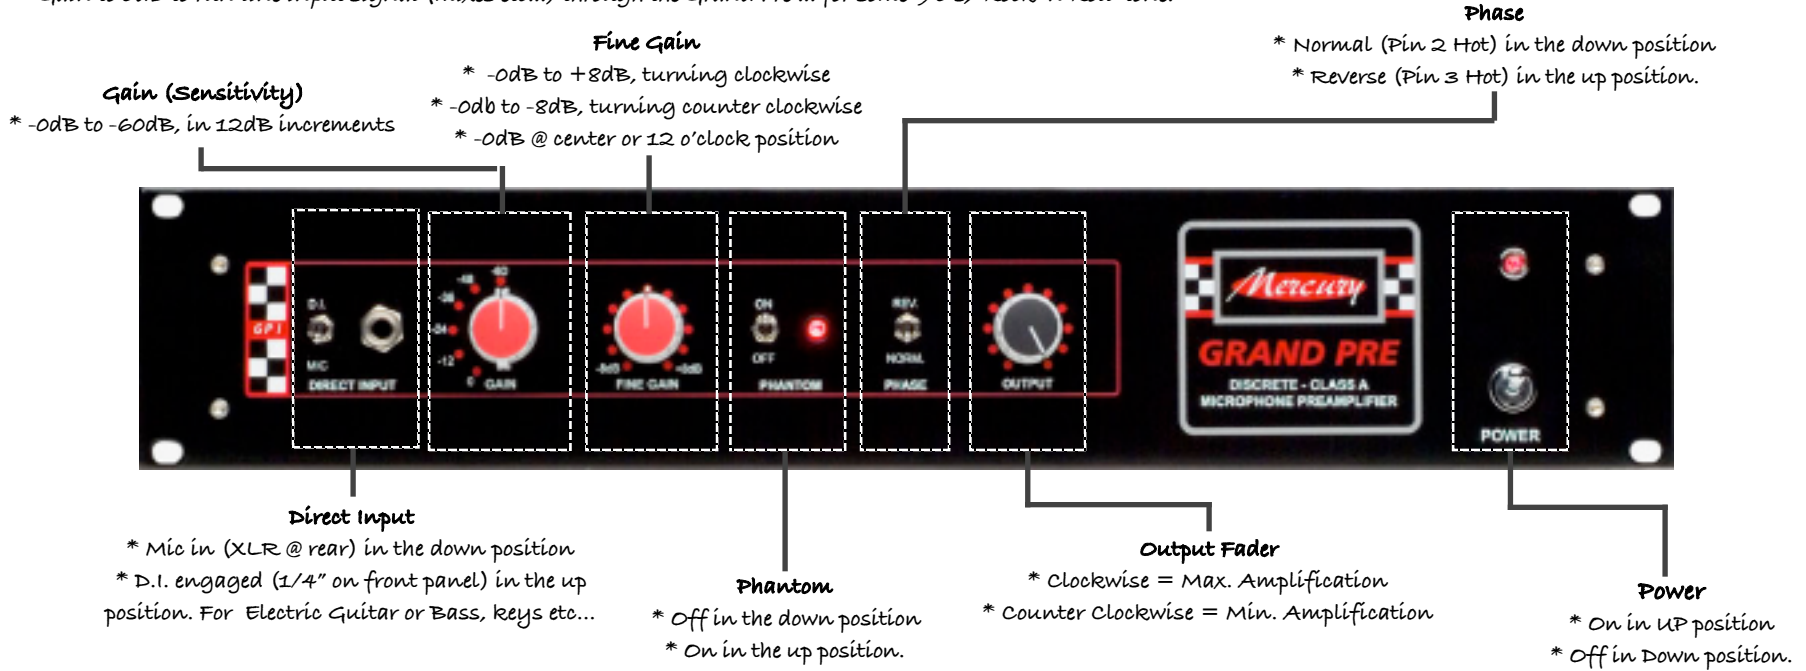 Phase
* Normal (Pin 2 Hot) in the down position
* Reverse (Pin 3 Hot) in the up position.
Fine Gain
* -0dB to +8dB, turning clockwise
* -0db to -8dB, turning counter clockwise
* -0dB @ center or 12 o'clock position
Gain (Sensitivity)
* -0dB to -60dB, in 12dB increments
GP1
D.I.
MIC
DIRECT INPUT
-60
-48
-36
-24
-12
0
GAIN
-8dB
+8dB
FINE GAIN
ON
OFF
PHANTOM
REV.
NORM.
PHASE
OUTPUT
Mercury
GRAND PRE
DISCRETE - CLASS A
MICROPHONE PREAMPLIFIER
POWER
Direct Input
* Mic in (XLR @ rear) in the down position
* D.I. engaged (1/4" on front panel) in the up
position. For Electric Guitar or Bass, keys etc...
Phantom
* Off in the down position
* On in the up position.
Output Fader
* Clockwise = Max. Amplification
* Counter Clockwise = Min. Amplification
Power
* On in UP position
* Off in Down position.